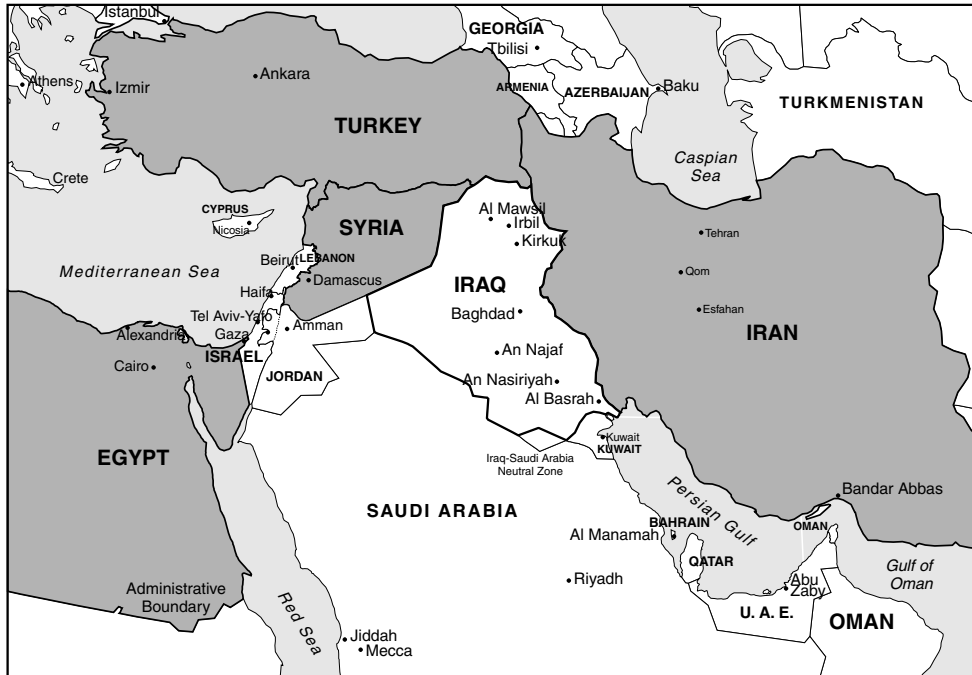 Istanbul
GEORGIA
Tbilisi
Athens
Izmir
Ankara
ARMENIA
AZERBAIJAN
Baku
TURKMENISTAN
TURKEY
Caspian
Sea
Crete
CYPRUS
Nicosia
SYRIA
Al Mawsil
Irbil
Kirkuk
Tehran
Mediterranean Sea
Beirut
LEBANON
Damascus
Qom
Haifa
IRAQ
Baghdad
Esfahan
Tel Aviv-Yafo
Alexandria
Gaza
Amman
IRAN
Cairo
ISRAEL
JORDAN
An Najaf
An Nasiriyah
Al Basrah
EGYPT
Kuwait
KUWAIT
Iraq-Saudi Arabia
Neutral Zone
Persian Gulf
Bandar Abbas
SAUDI ARABIA
BAHRAIN
Al Manamah
OMAN
QATAR
Gulf of
Oman
Riyadh
Abu
Zaby
Administrative
Boundary
Red Sea
U. A. E.
OMAN
Jiddah
Mecca